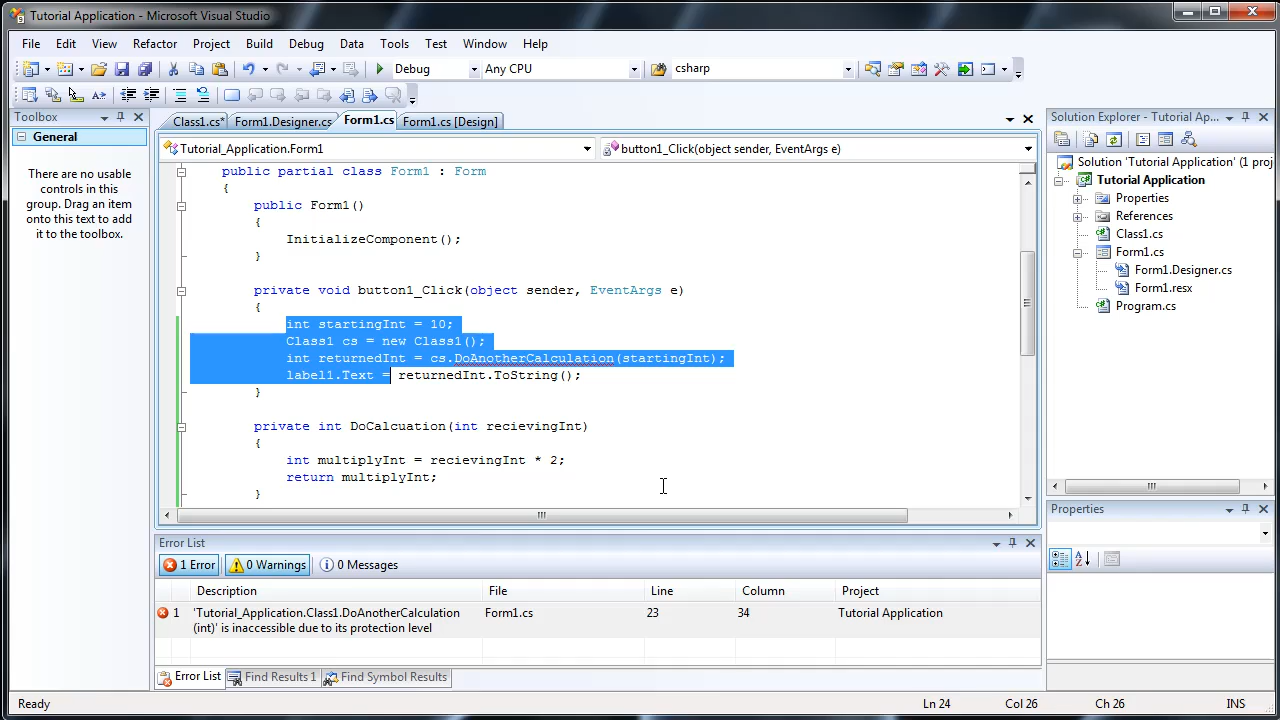 Tutorial Application - Microsoft Visual Studio
File Edit View Refactor Project Build Debug Data Tools Test Window Help
Debug Any CPU csharp
Toolbox
General
There are no usable
controls in this
group. Drag an item
onto this text to add
it to the toolbox.
Class1.cs* Form1.Designer.cs Form1.cs Form1.cs [Design]
Tutorial_Application.Form1 button1_Click(object sender, EventArgs e)
public partial class Form1 : Form
{
public Form1()
{
InitializeComponent();
}
private void button1_Click(object sender, EventArgs e)
{
int startingInt = 10;
Class1 cs = new Class1();
int returnedInt = cs.DoAnotherCalculation(startingInt);
label1.Text = returnedInt.ToString();
}
private int DoCalcuation(int recievingInt)
{
int multiplyInt = recievingInt * 2;
return multiplyInt;
}
Solution Explorer - Tutorial Ap...
Solution 'Tutorial Application' (1 proj
Tutorial Application
Properties
References
Class1.cs
Form1.cs
Form1.Designer.cs
Form1.resx
Program.cs
Properties
Error List
1 Error 0 Warnings 0 Messages
Description File Line Column Project
1 'Tutorial_Application.Class1.DoAnotherCalculation Form1.cs 23 34 Tutorial Application
(int)' is inaccessible due to its protection level
Error List Find Results 1 Find Symbol Results
Ready Ln 24 Col 26 Ch 26 INS